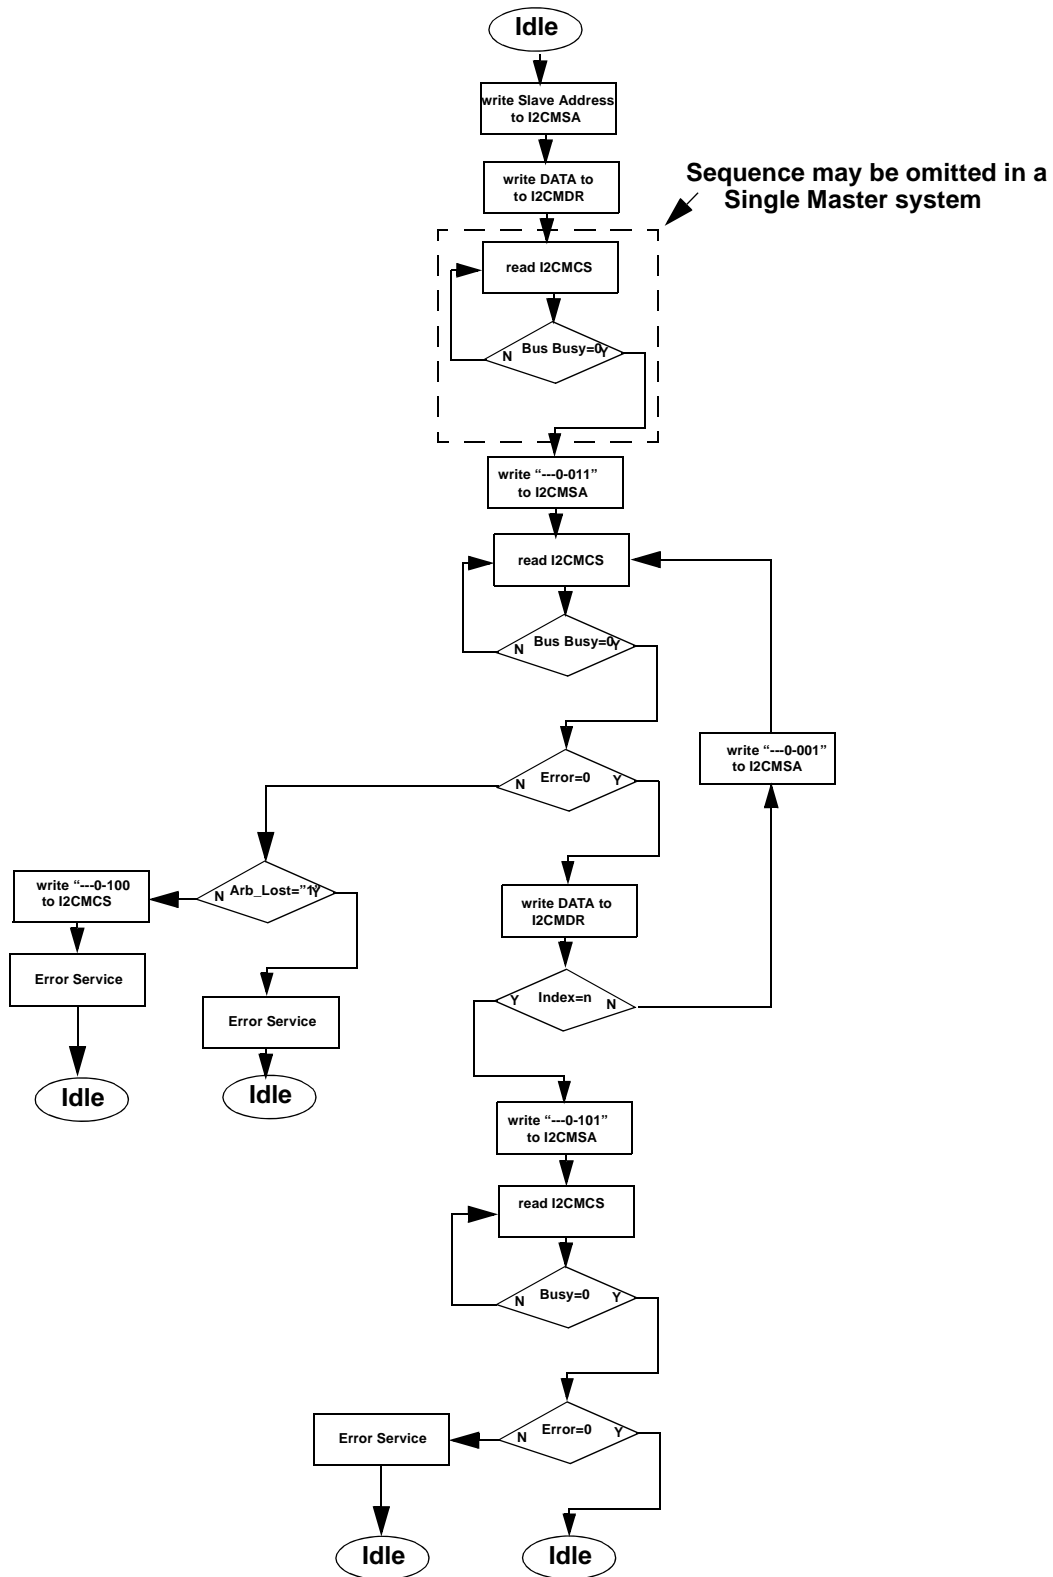 Idle
write Slave Address
to I2CMSA
write DATA to
to I2CMDR
Sequence may be omitted in a
Single Master system
read I2CMCS
N
Bus Busy=0
Y
write “---0-011”
to I2CMSA
read I2CMCS
N
Bus Busy=0
Y
write “---0-001”
to I2CMSA
N
Error=0
Y
write “---0-100
to I2CMCS
N
Arb_Lost=”1”
Y
write DATA to
I2CMDR
Error Service
Error Service
Y
Index=n
N
Idle
Idle
write “---0-101”
to I2CMSA
read I2CMCS
N
Busy=0
Y
Error Service
N
Error=0
Y
Idle
Idle